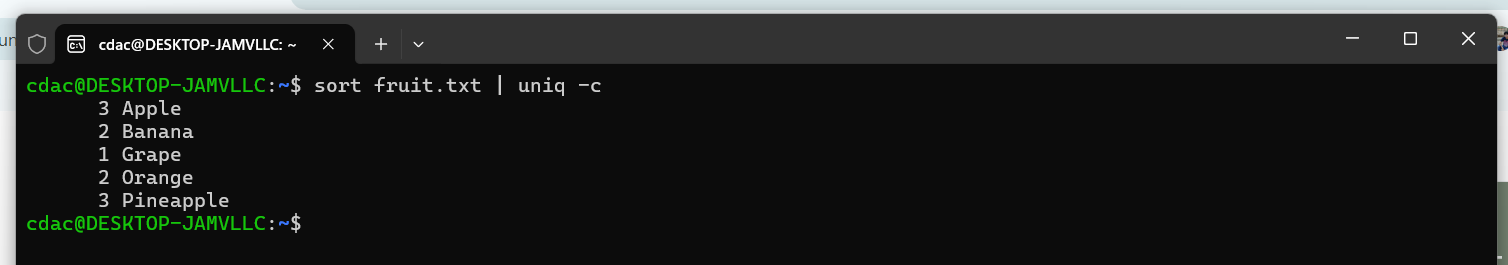 cdac@DESKTOP-JAMVLLC: ~
cdac@DESKTOP-JAMVLLC:~$ sort fruit.txt | uniq -c
      3 Apple
      2 Banana
      1 Grape
      2 Orange
      3 Pineapple
cdac@DESKTOP-JAMVLLC:~$